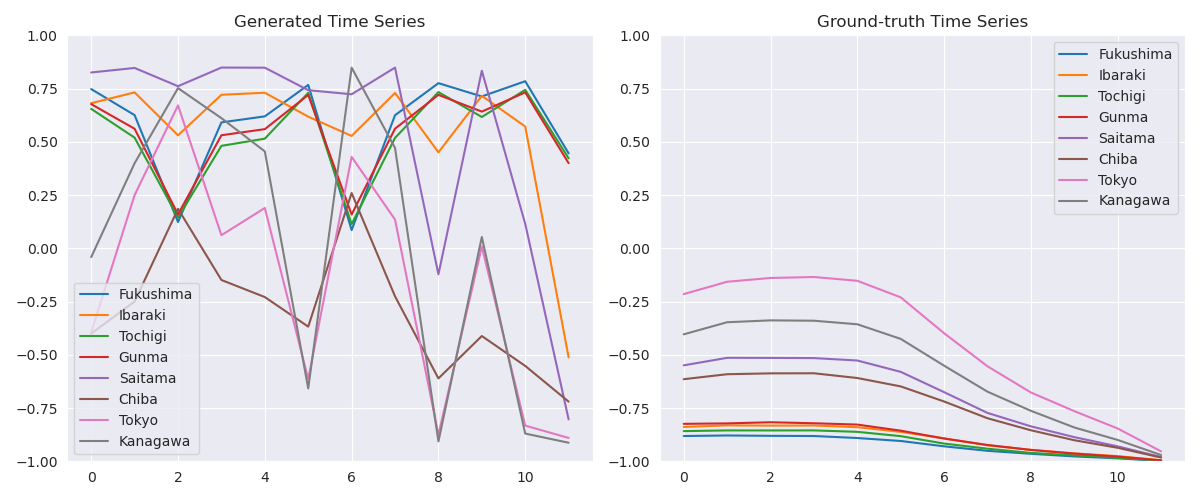 Generated Time Series
1.00
0.75
0.50
0.25
0.00
−0.25
−0.50
−0.75
−1.00
0 2 4 6 8 10
Fukushima
Ibaraki
Tochigi
Gunma
Saitama
Chiba
Tokyo
Kanagawa
Ground-truth Time Series
1.00
0.75
0.50
0.25
0.00
−0.25
−0.50
−0.75
−1.00
0 2 4 6 8 10
Fukushima
Ibaraki
Tochigi
Gunma
Saitama
Chiba
Tokyo
Kanagawa